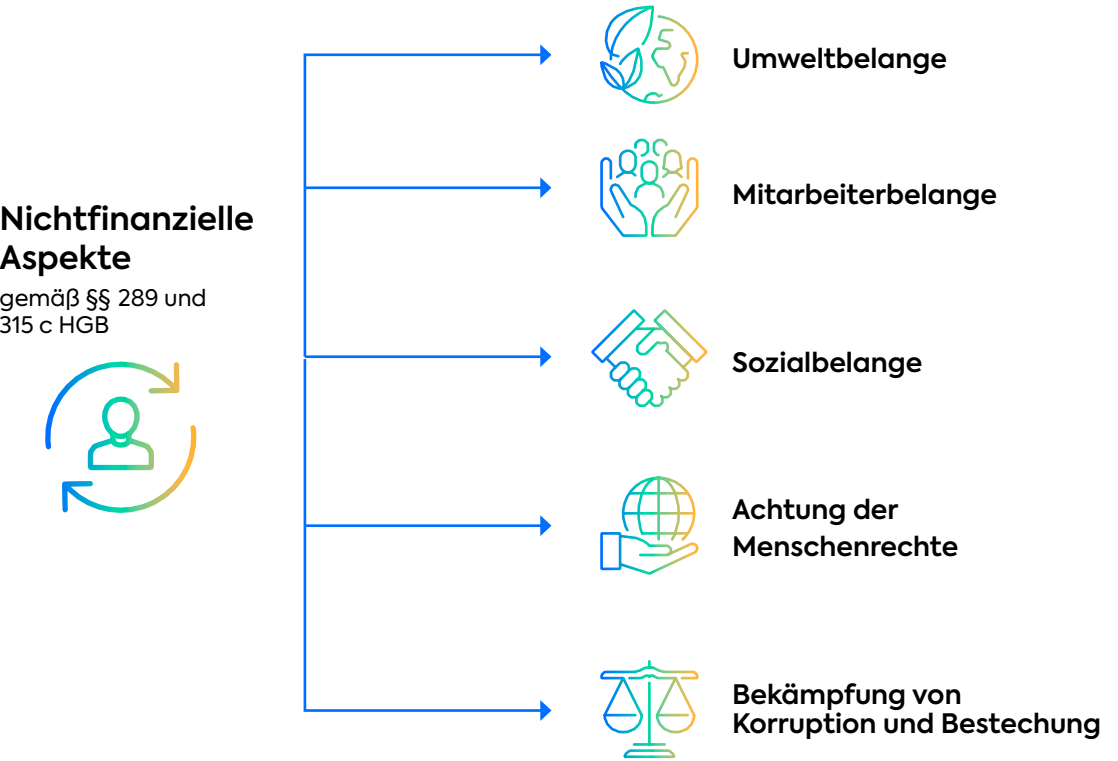 Nichtfinanzielle
Aspekte
gemäß §§ 289 und
315 c HGB
Umweltbelange
Mitarbeiterbelange
Sozialbelange
Achtung der
Menschenrechte
Bekämpfung von
Korruption und Bestechung